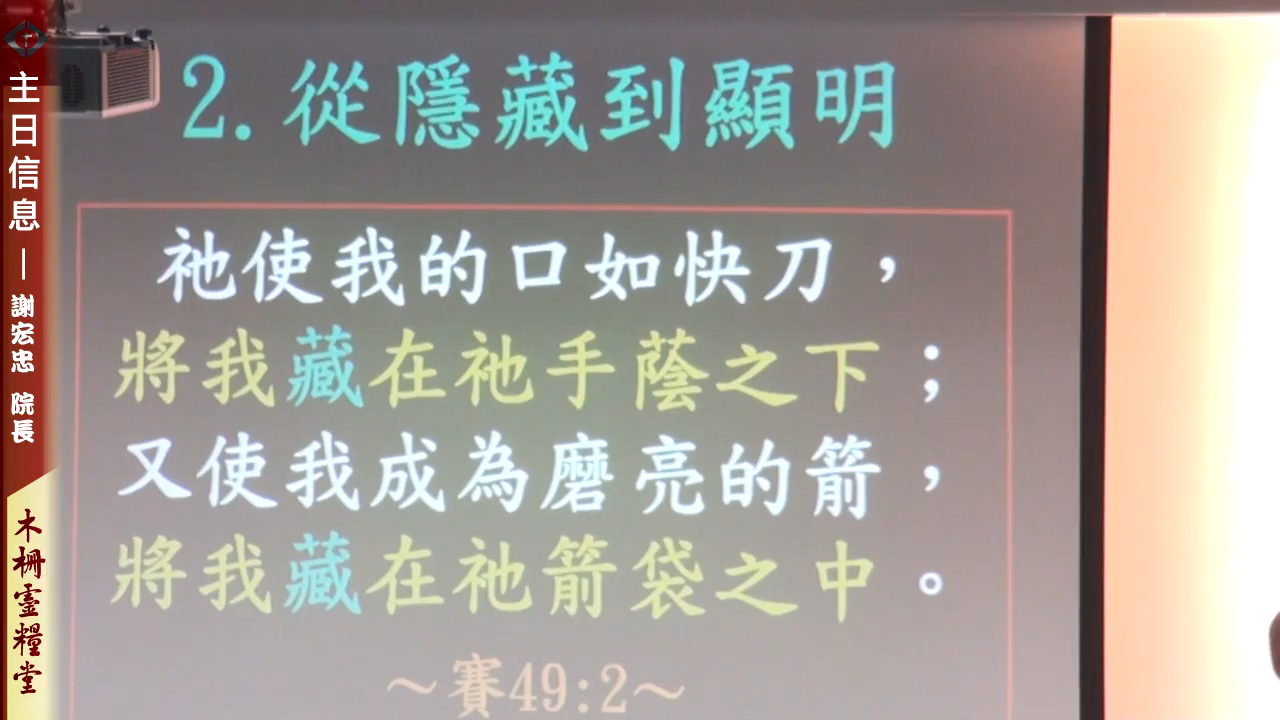 2.從隱藏到顯明
祂使我的口如快刀，
將我藏在祂手蔭之下；
又使我成為磨亮的箭，
將我藏在祂箭袋之中。
～賽49:2～
主日信息｜謝宏忠 院長
木柵靈糧堂